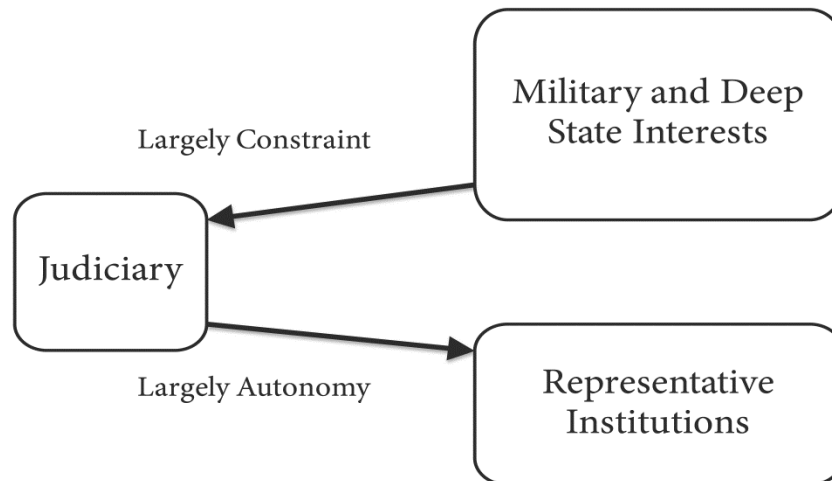 Military and Deep
State Interests
Largely Constraint
Judiciary
Largely Autonomy
Representative
Institutions